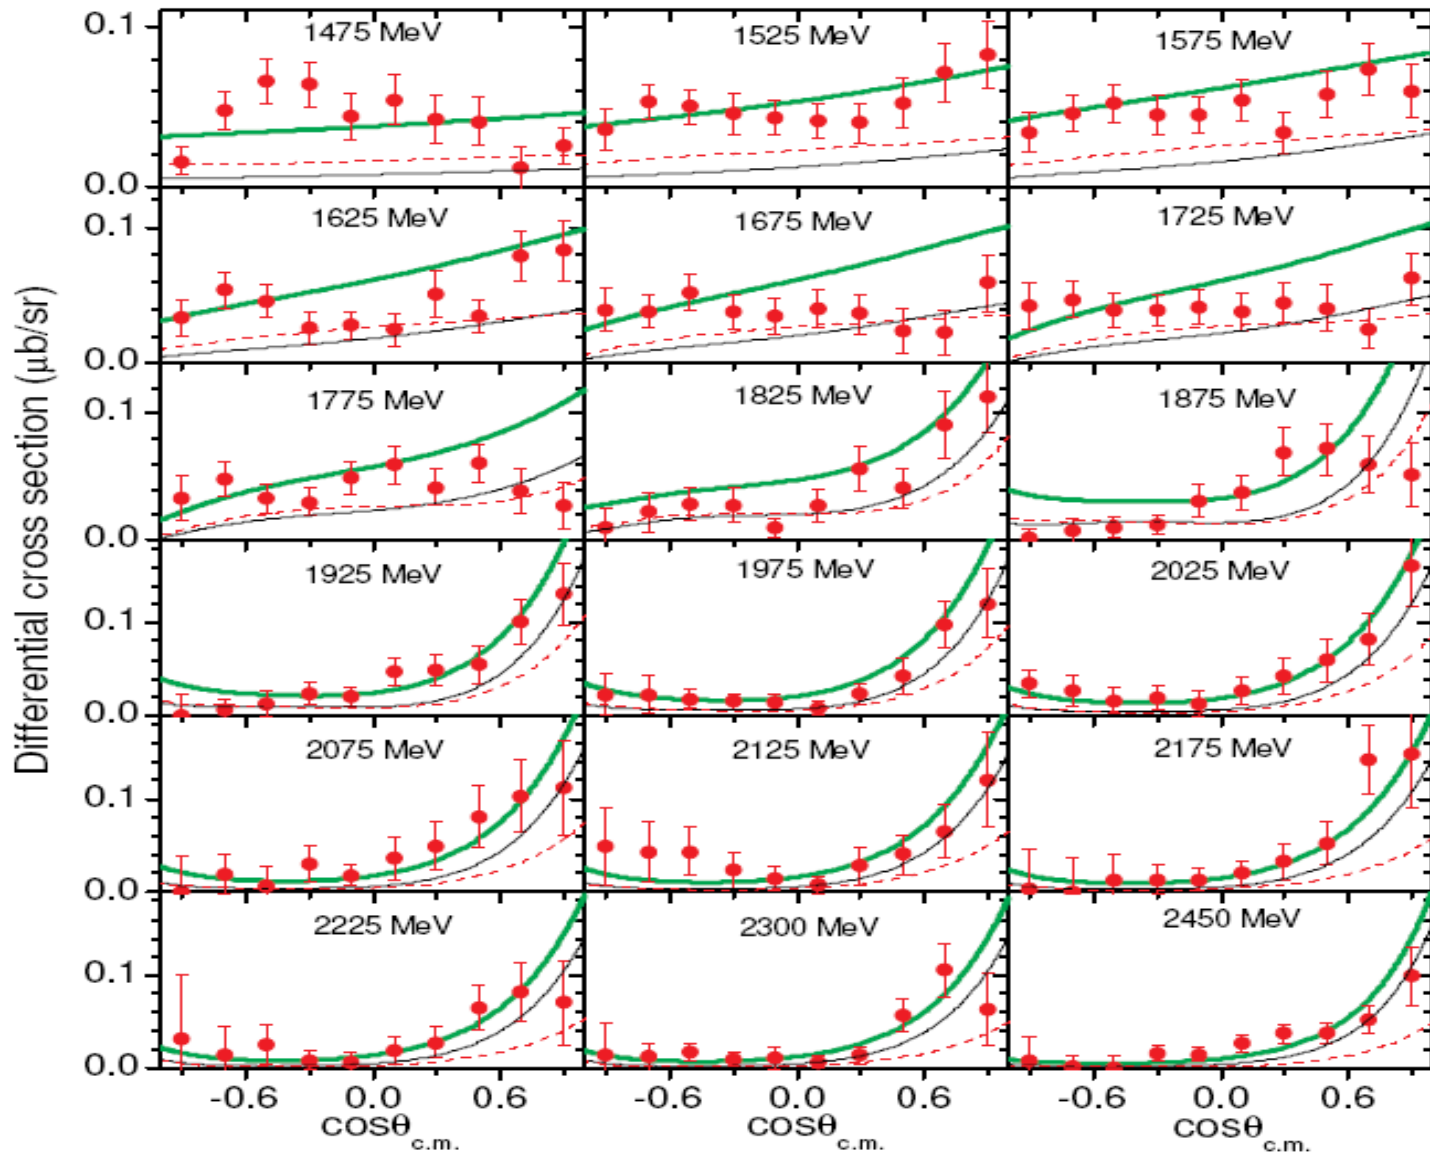 Differential cross section (μb/sr)
0.1
0.0
1475 MeV
1525 MeV
1575 MeV
0.1
0.0
1625 MeV
1675 MeV
1725 MeV
0.1
0.0
1775 MeV
1825 MeV
1875 MeV
0.1
0.0
1925 MeV
1975 MeV
2025 MeV
0.1
0.0
2075 MeV
2125 MeV
2175 MeV
0.1
0.0
2225 MeV
2300 MeV
2450 MeV
-0.6 0.0 0.6 -0.6 0.0 0.6 -0.6 0.0 0.6
COSθc.m. COSθc.m. COSθc.m.